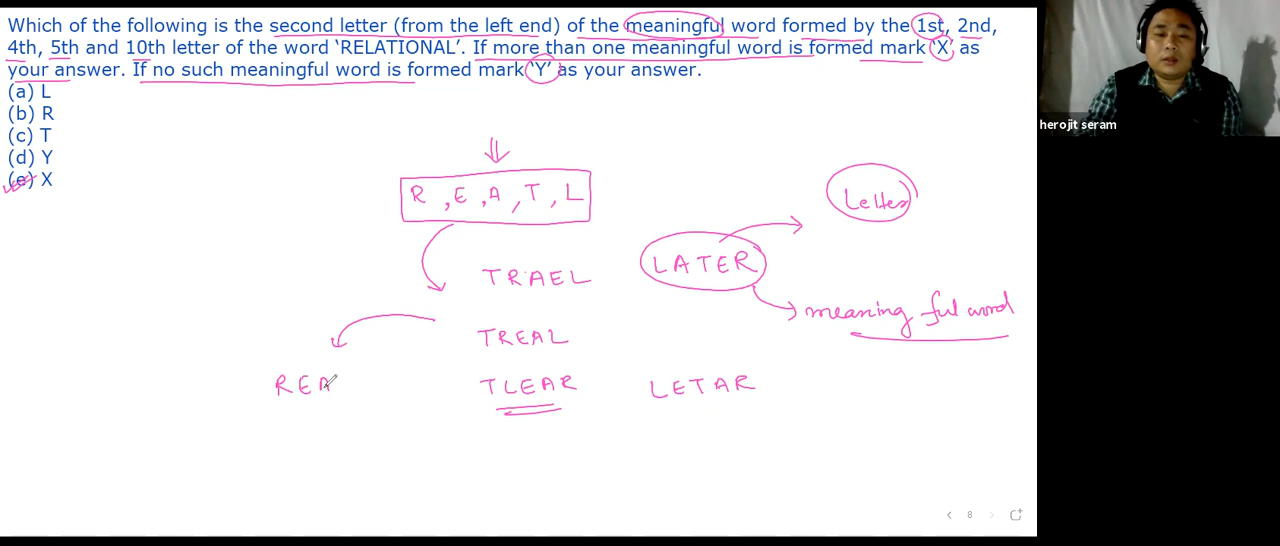 Which of the following is the second letter (from the left end) of the meaningful word formed by the 1st, 2nd,
4th, 5th and 10th letter of the word ‘RELATIONAL’. If more than one meaningful word is formed mark ‘X’ as
your answer. If no such meaningful word is formed mark ‘Y’ as your answer.
(a) L
(b) R
(c) T
(d) Y
(e) X
herojit seram
R , E , A , T , L
Letter
TRAEL
LATER
meaning ful word
TREAL
REA
TLEAR
LETAR
8